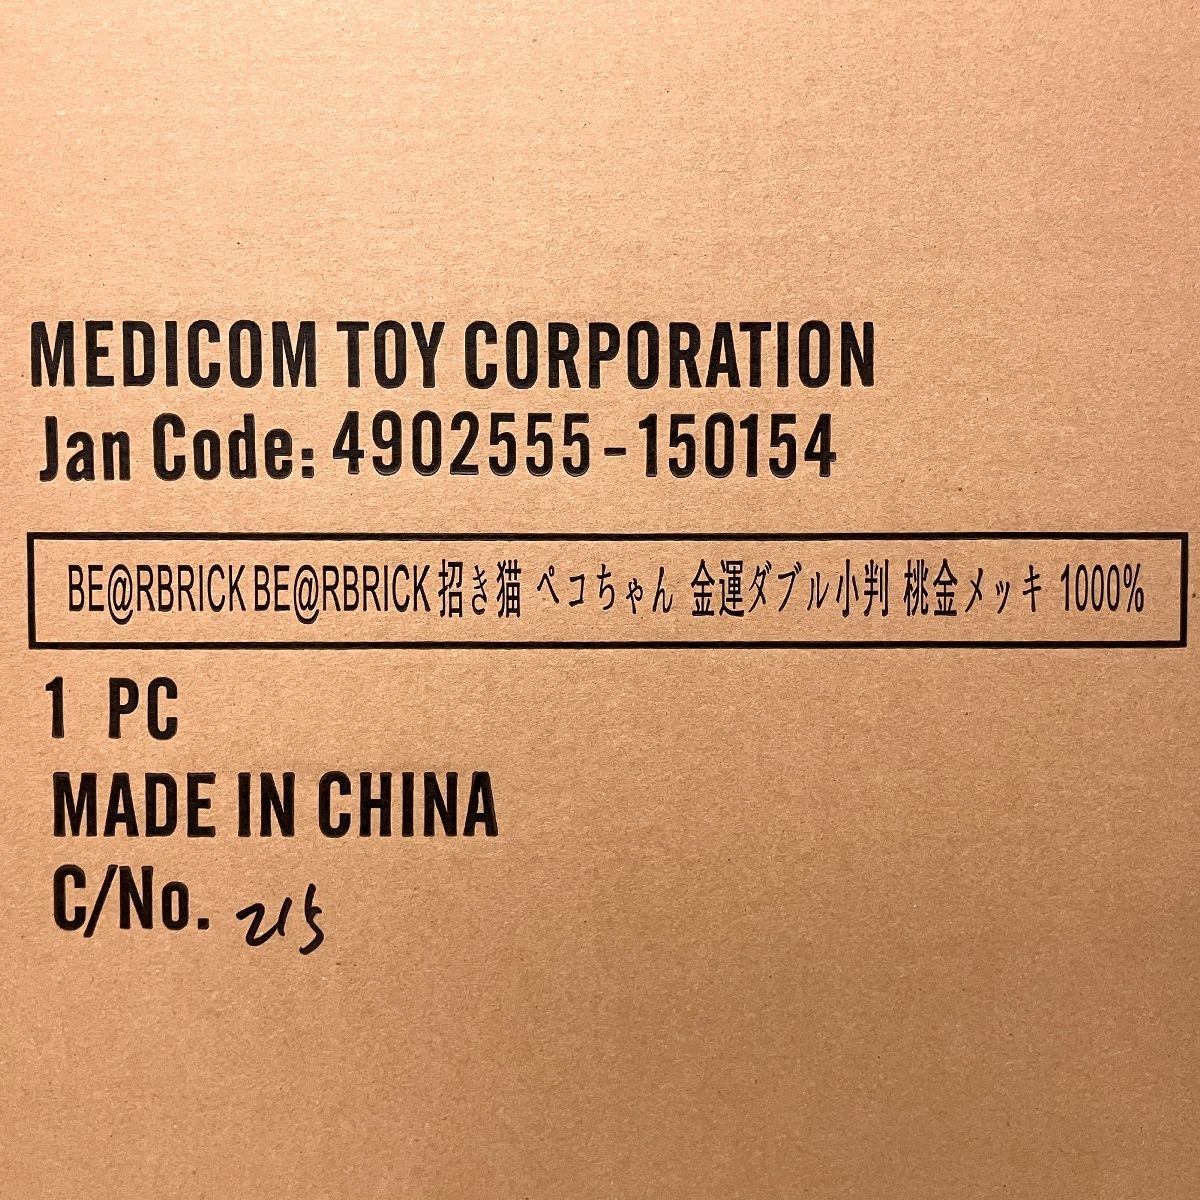 MEDICOM TOY CORPORATION
Jan Code: 4902555-150154
BE@RBRICK BE@RBRICK 招き猫 ペコちゃん 金運ダブル小判 桃金メッキ 1000%
1 PC
MADE IN CHINA
C/No. 215